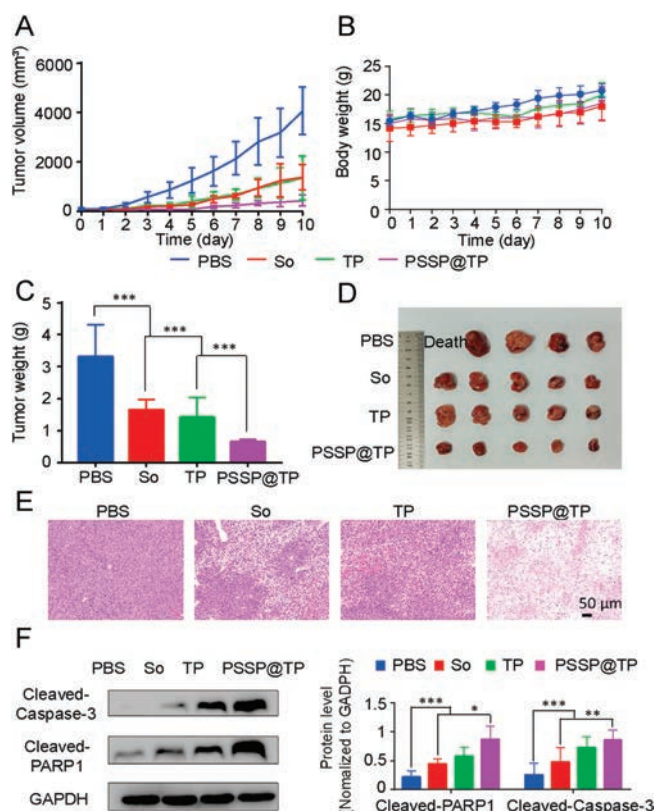 A
Tumor volume (mm³)
6000
4000
2000
0
0 1 2 3 4 5 6 7 8 9 10
Time (day)
B
Body weight (g)
25
20
15
10
5
0
0 1 2 3 4 5 6 7 8 9 10
Time (day)
PBS So TP PSSP@TP
C
Tumor weight (g)
5
4
3
2
1
0
*** *** ***
PBS So TP PSSP@TP
D
PBS
Death
So
TP
PSSP@TP
E
PBS So TP PSSP@TP
50 μm
F
PBS So TP PSSP@TP
Cleaved-
Caspase-3
Cleaved-
PARP1
GAPDH
PBS So TP PSSP@TP
Protein level
(Nomalized to GADPH)
1.5
1
0.5
0
*** * *** **
Cleaved-PARP1 Cleaved-Caspase-3